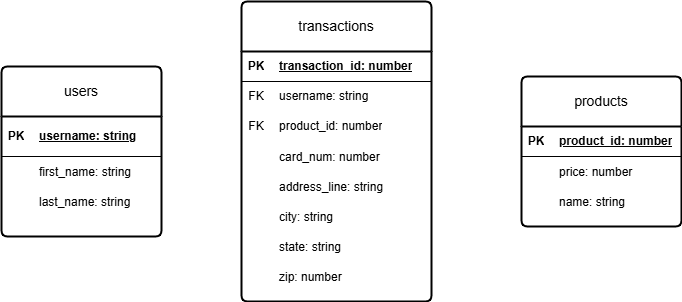 users
PK username: string
first_name: string
last_name: string
transactions
PK transaction_id: number
FK username: string
FK product_id: number
card_num: number
address_line: string
city: string
state: string
zip: number
products
PK product_id: number
price: number
name: string